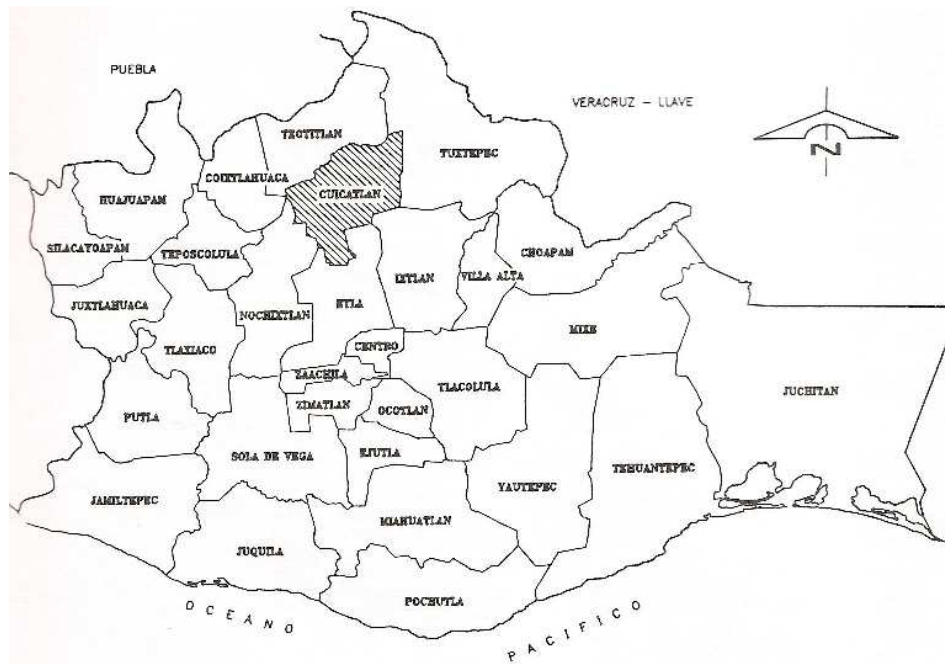 PUEBLA
VERACRUZ - LLAVE
N
TEOTITLAN
TUXTEPEC
COIXTLAHUACA
CUICATLAN
HUAJUAPAM
SILACAYOAPAM
TEPOSCOLULA
CHOAPAM
IXTLAN
VILLA ALTA
JUXTLAHUACA
NOCHIXTLAN
ETLA
MIXE
TLAXIACO
CENTRO
ZAACHILA
TLACOLULA
JUCHITAN
ZIMATLAN
OCOTLAN
PUTLA
SOLA DE VEGA
EJUTLA
TEHUANTEPEC
YAUTEPEC
JAMILTEPEC
MIAHUATLAN
JUQUILA
POCHUTLA
OCEANO
PACIFICO